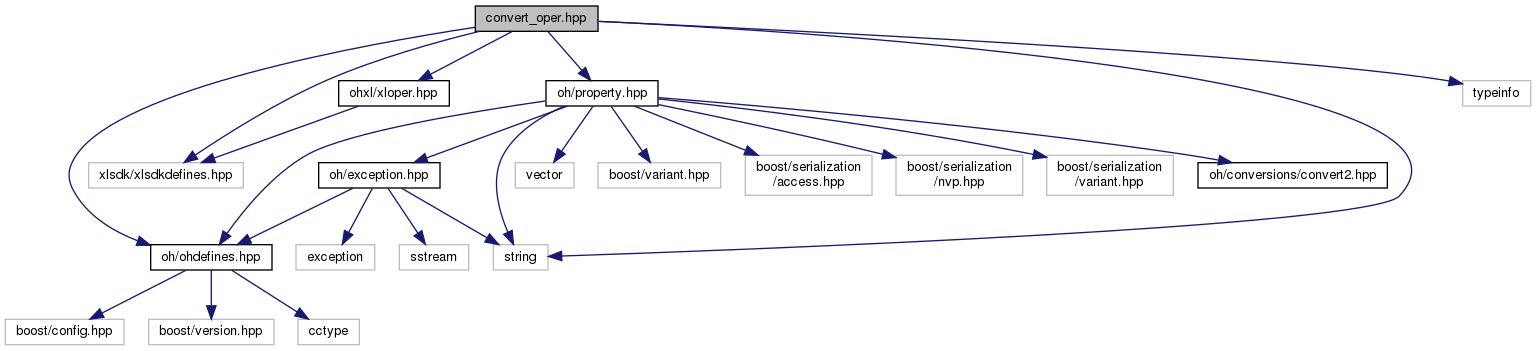 convert_oper.hpp
ohxl/xloper.hpp
oh/property.hpp
typeinfo
xlsdk/xlsdkdefines.hpp
oh/exception.hpp
vector
boost/variant.hpp
boost/serialization
/access.hpp
boost/serialization
/nvp.hpp
boost/serialization
/variant.hpp
oh/conversions/convert2.hpp
oh/ohdefines.hpp
exception
sstream
string
boost/config.hpp
boost/version.hpp
cctype